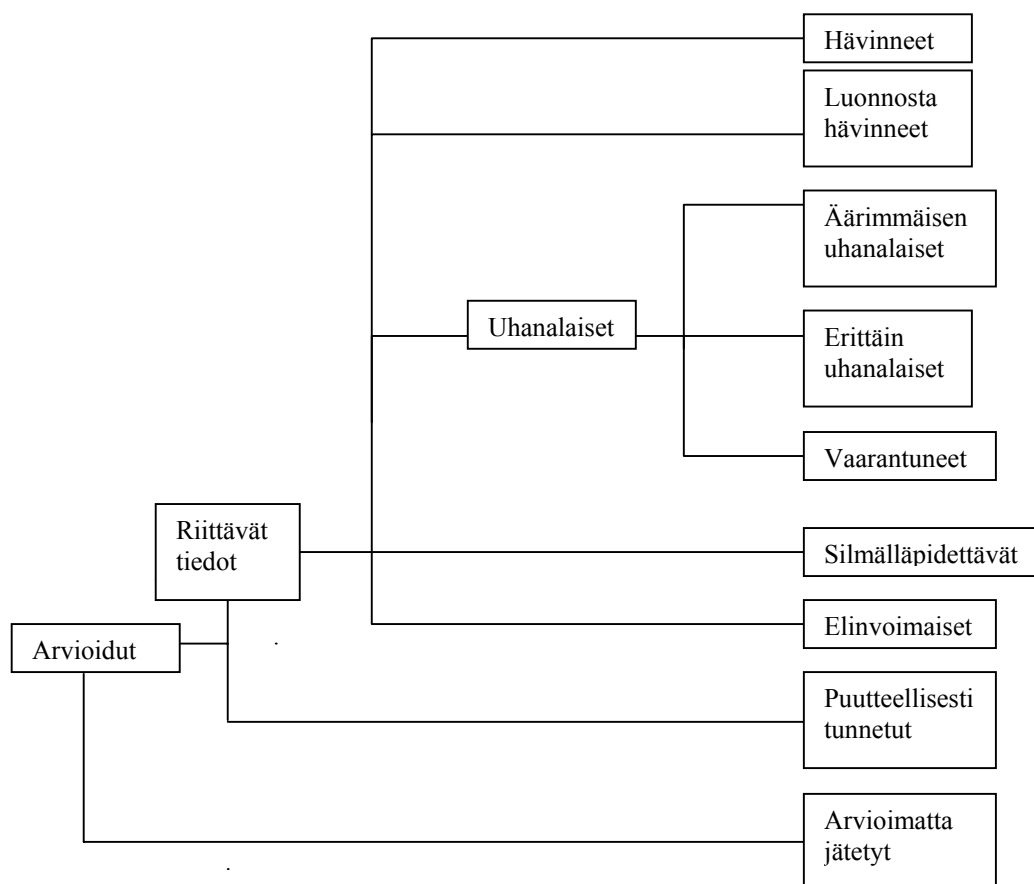 Hävinneet
Luonnosta
hävinneet
Äärimmäisen
uhanalaiset
Uhanalaiset
Erittäin
uhanalaiset
Vaarantuneet
Riittävät
tiedot
Silmälläpidettävät
Elinvoimaiset
Arvioidut
Puutteellisesti
tunnetut
Arvioimatta
jätetyt